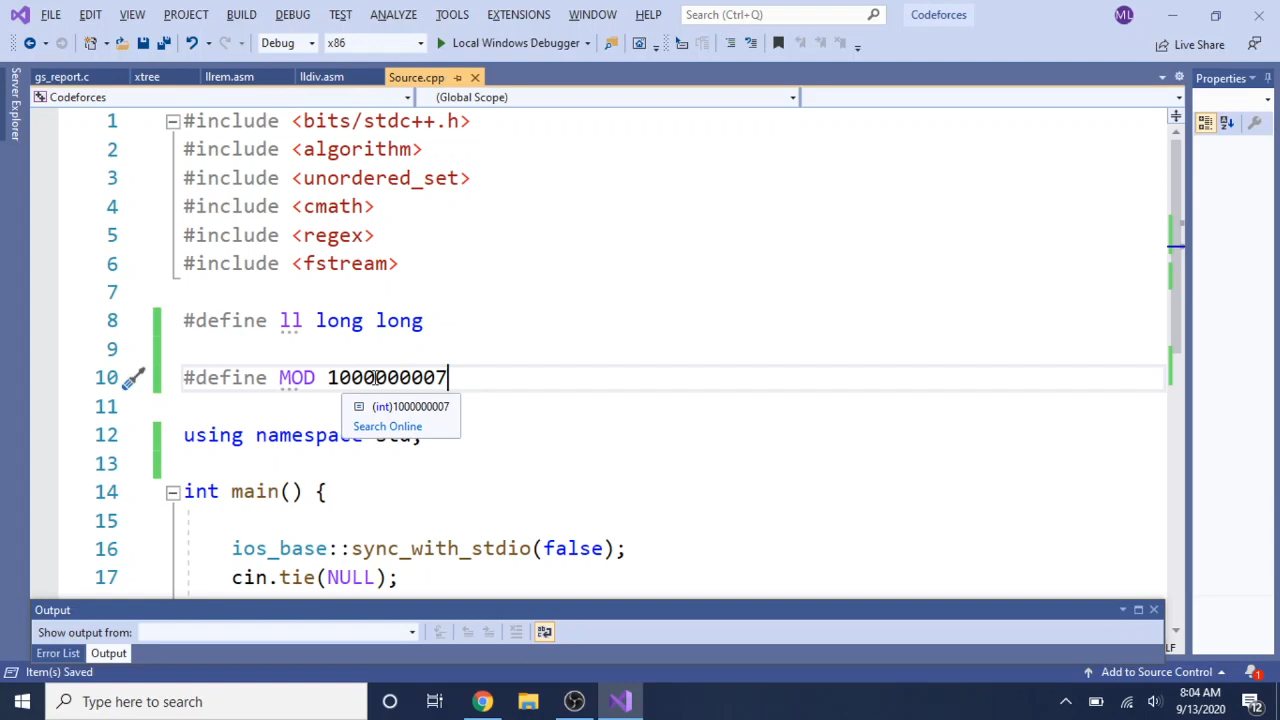 FILE EDIT VIEW PROJECT BUILD DEBUG TEST ANALYZE TOOLS EXTENSIONS WINDOW HELP Search (Ctrl+Q) Codeforces ML
Debug x86 Local Windows Debugger Live Share
gs_report.c xtree llrem.asm lldiv.asm Source.cpp Properties
Server Explorer
Codeforces (Global Scope)
1 #include <bits/stdc++.h>
2 #include <algorithm>
3 #include <unordered_set>
4 #include <cmath>
5 #include <regex>
6 #include <fstream>
7
8 #define ll long long
9
10 #define MOD 1000000007
11 (int)1000000007
Search Online
12 using namespace std;
13
14 int main() {
15
16 ios_base::sync_with_stdio(false);
17 cin.tie(NULL);
Output
Show output from: LF
Error List Output
Item(s) Saved Add to Source Control 1
Type here to search 8:04 AM
9/13/2020 12